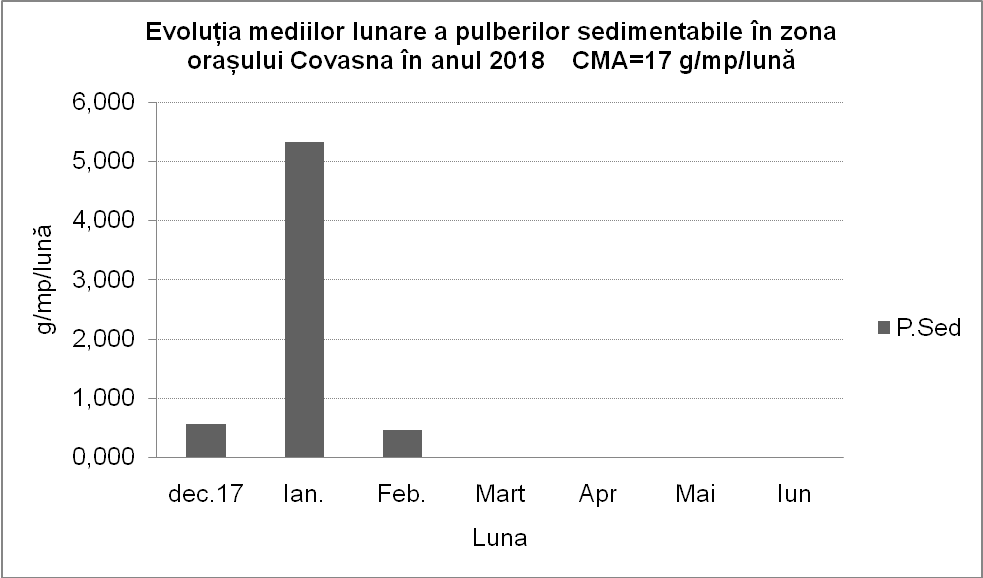 Evoluția mediilor lunare a pulberilor sedimentabile în zona
orașului Covasna în anul 2018    CMA=17 g/mp/lună
6,000
5,000
4,000
3,000
2,000
1,000
0,000
g/mp/lună
dec.17 Ian. Feb. Mart Apr Mai Iun
Luna
P.Sed